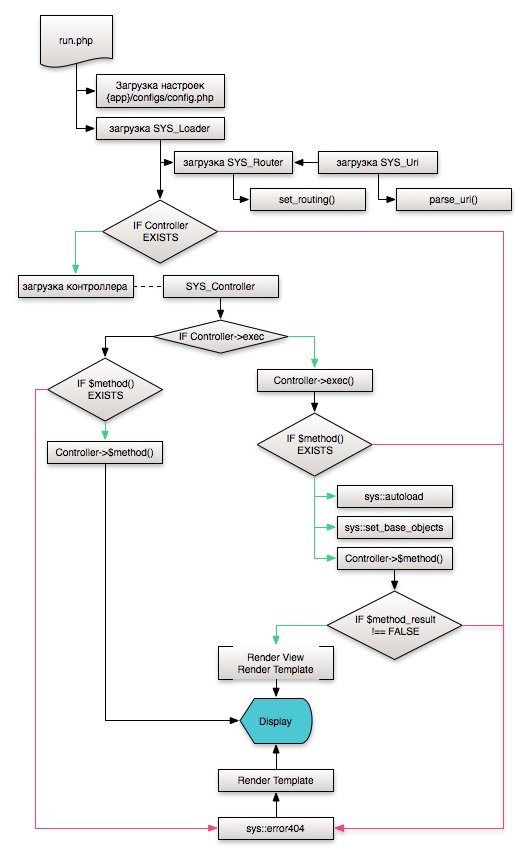 run.php
Загрузка настроек
{app}/configs/config.php
загрузка SYS_Loader
загрузка SYS_Router
загрузка SYS_Uri
set_routing()
parse_uri()
IF Controller
EXISTS
загрузка контроллера
SYS_Controller
IF Controller->exec
IF $method()
EXISTS
Controller->exec()
Controller->$method()
IF $method()
EXISTS
sys::autoload
sys::set_base_objects
Controller->$method()
IF $method_result
!== FALSE
Render View
Render Template
Display
Render Template
sys::error404